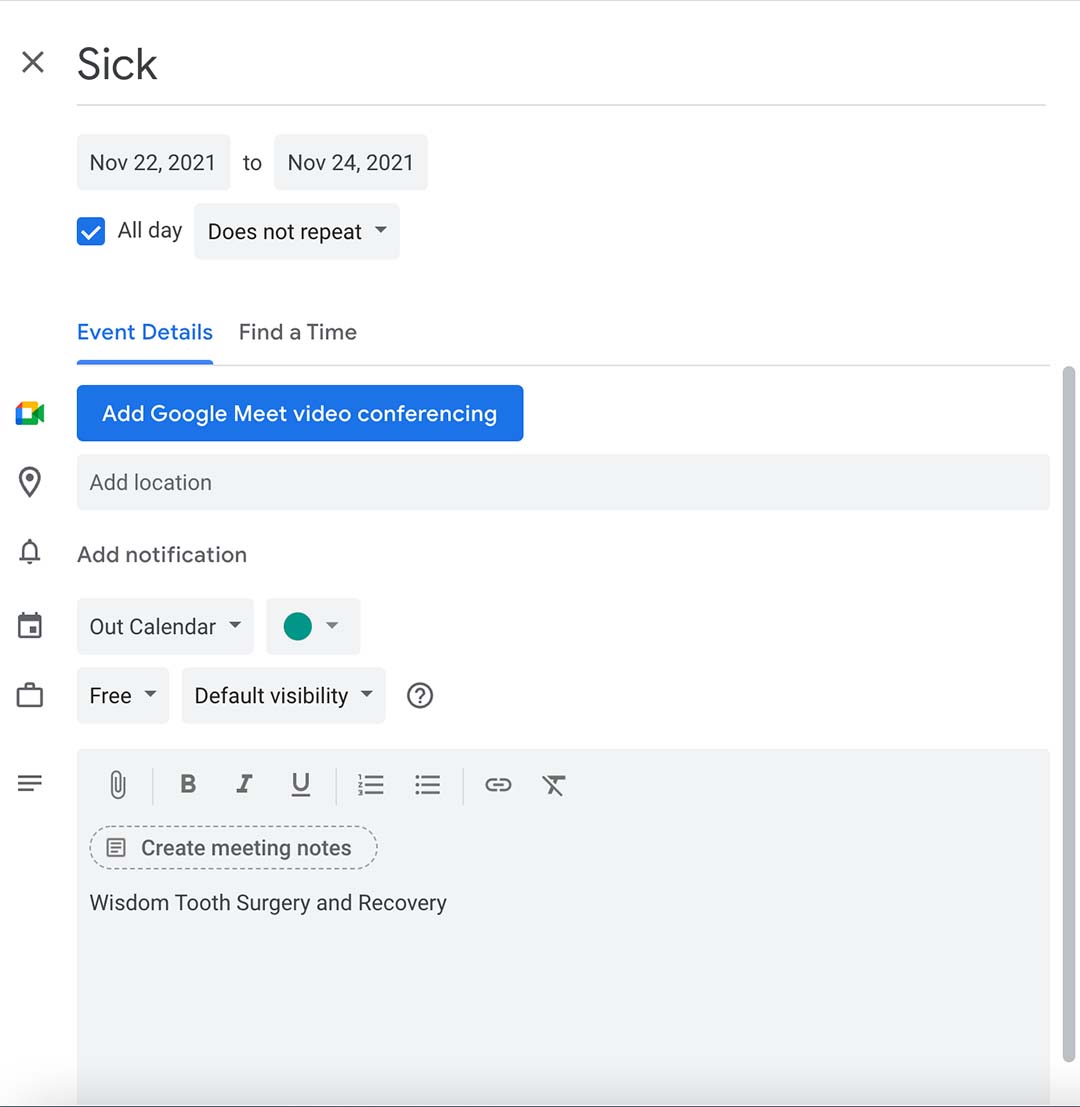 Sick
Nov 22, 2021 to Nov 24, 2021
All day Does not repeat
Event Details Find a Time
Add Google Meet video conferencing
Add location
Add notification
Out Calendar
Free Default visibility
B I U
Create meeting notes
Wisdom Tooth Surgery and Recovery